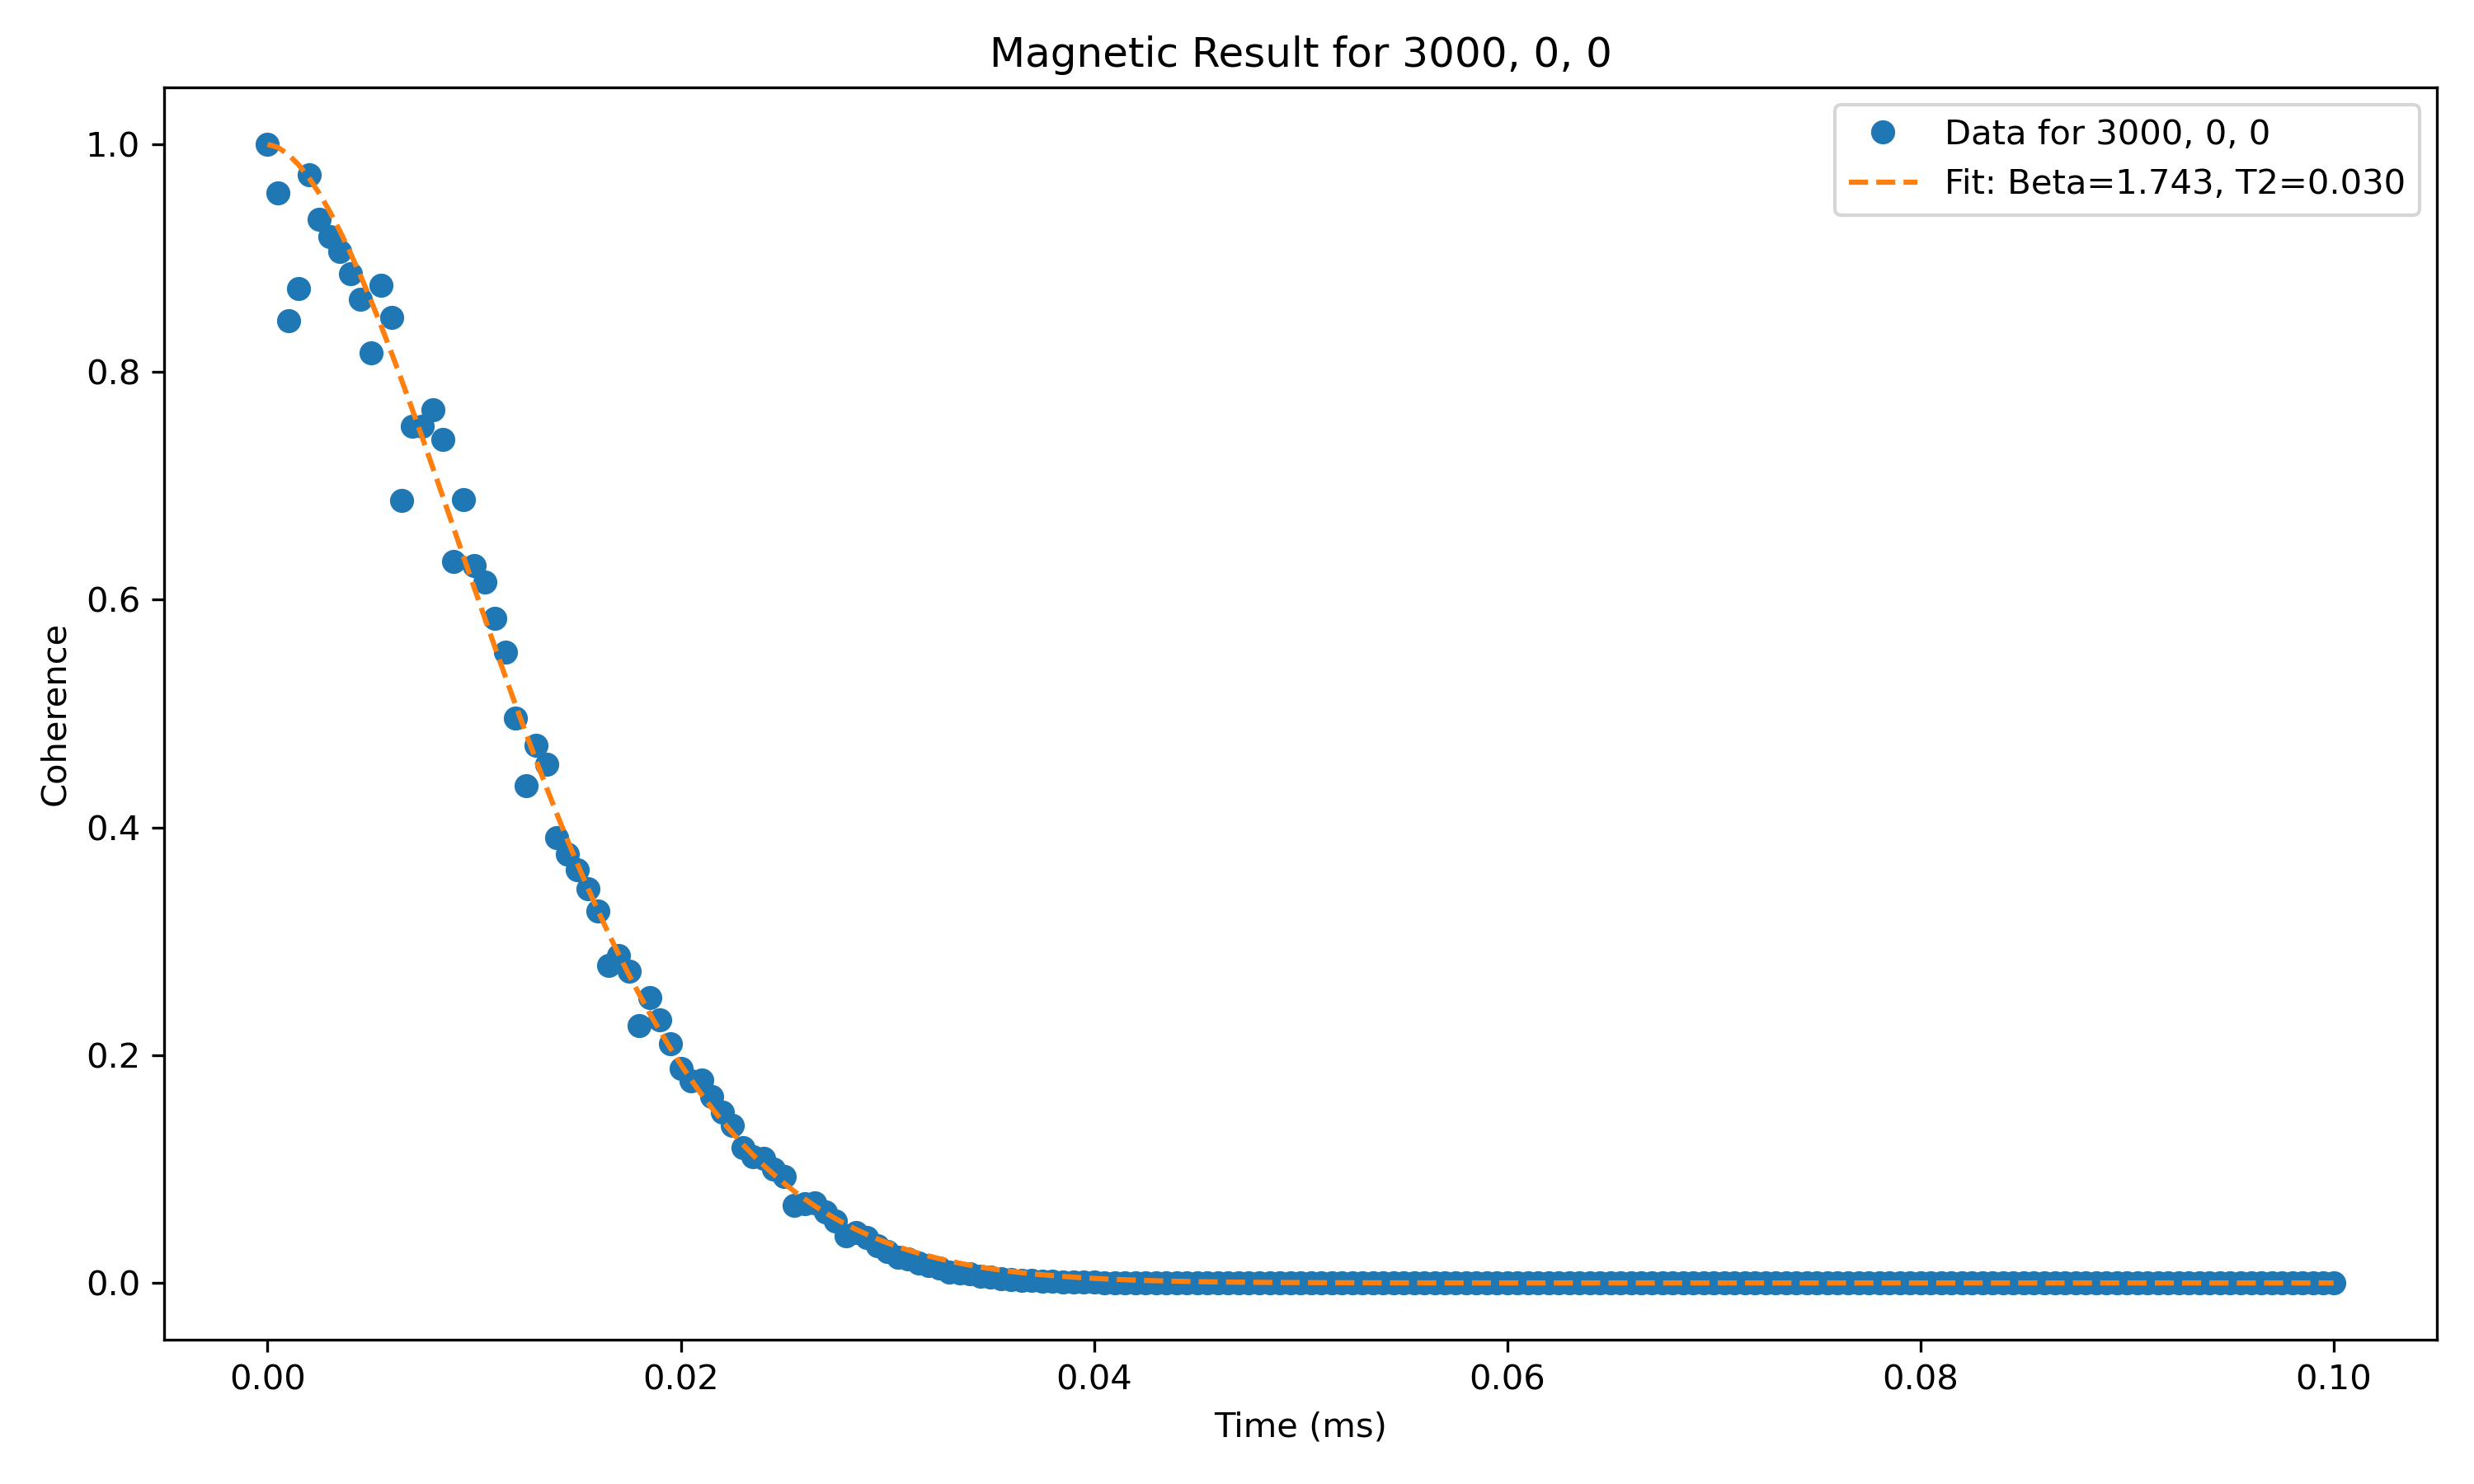 Magnetic Result for 3000, 0, 0
Data for 3000, 0, 0
Fit: Beta=1.743, T2=0.030
Coherence
1.0
0.8
0.6
0.4
0.2
0.0
0.00 0.02 0.04 0.06 0.08 0.10
Time (ms)